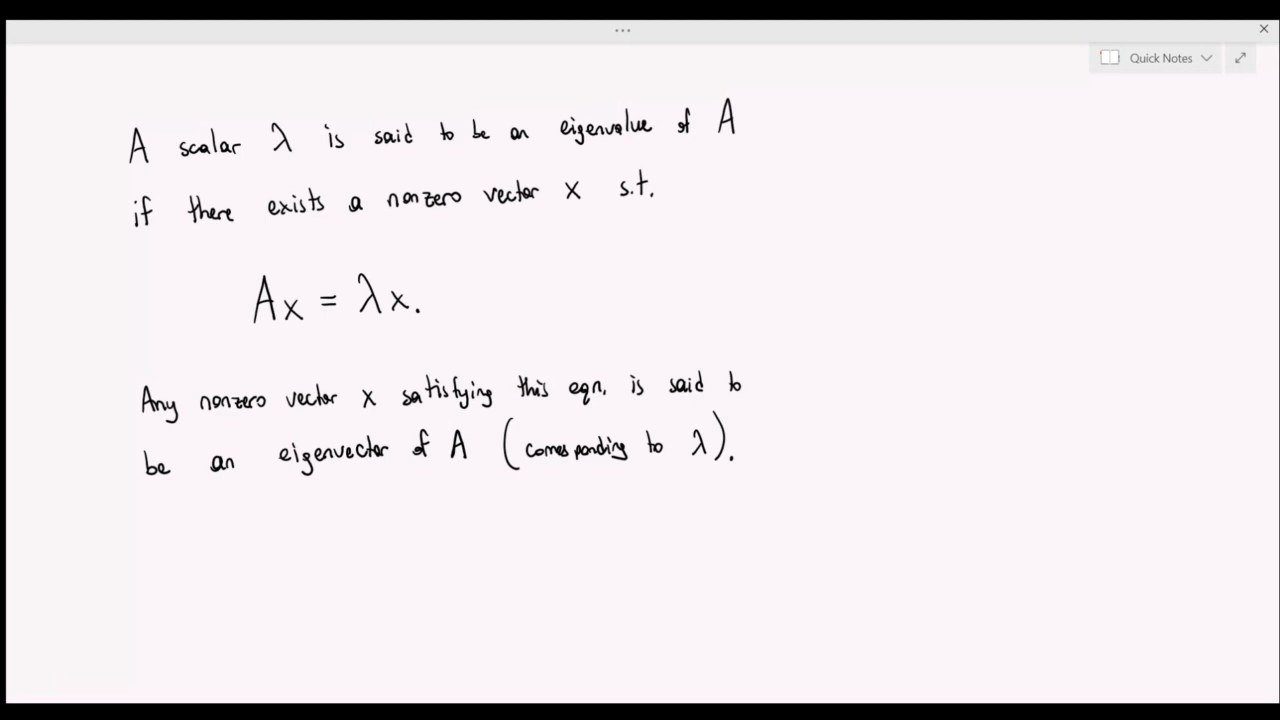 ...
Quick Notes
A scalar λ is said to be an eigenvalue of A
if there exists a nonzero vector x s.t.
Ax = λx.
Any nonzero vector x satisfying this eqn. is said to
be an eigenvector of A (corresponding to λ).